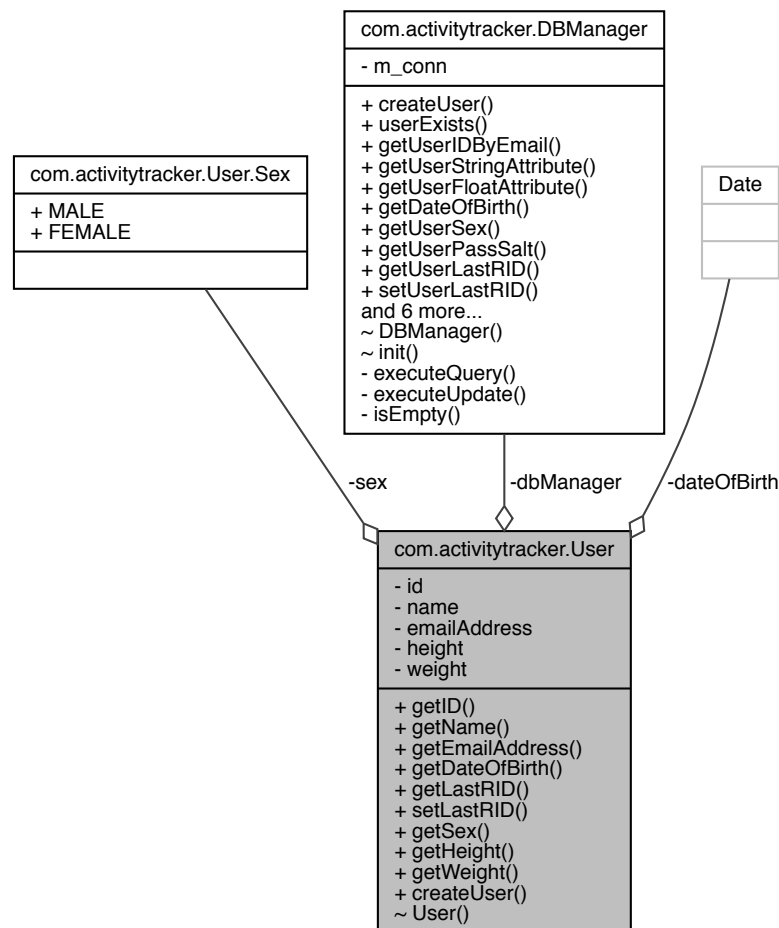 com.activitytracker.DBManager
- m_conn
+ createUser()
+ userExists()
+ getUserIDByEmail()
+ getUserStringAttribute()
+ getUserFloatAttribute()
+ getDateOfBirth()
+ getUserSex()
+ getUserPassSalt()
+ getUserLastRID()
+ setUserLastRID()
and 6 more...
~ DBManager()
~ init()
- executeQuery()
- executeUpdate()
- isEmpty()
com.activitytracker.User.Sex
+ MALE
+ FEMALE
Date
-sex
-dbManager
-dateOfBirth
com.activitytracker.User
- id
- name
- emailAddress
- height
- weight
+ getID()
+ getName()
+ getEmailAddress()
+ getDateOfBirth()
+ getLastRID()
+ setLastRID()
+ getSex()
+ getHeight()
+ getWeight()
+ createUser()
~ User()